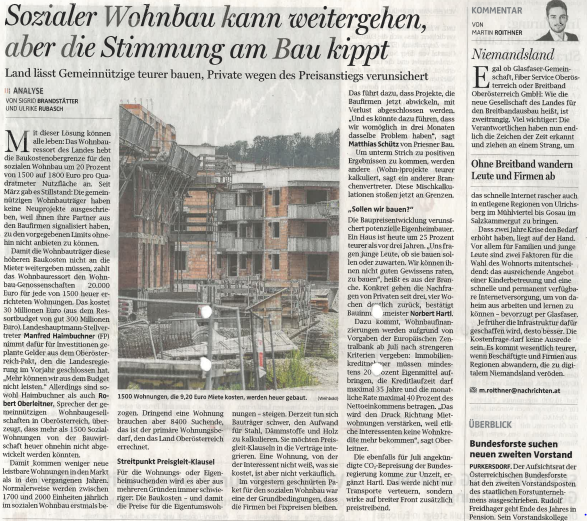 Sozialer Wohnbau kann weitergehen,
aber die Stimmung am Bau kippt
Land lässt Gemeinnützige teurer bauen, Private wegen des Preisanstiegs verunsichert
ANALYSE
VON SIGRID BRANDSTÄTTER
UND ULRIKE RUBASCH
Mit dieser Lösung können
alle leben: Das Wohnbau-
ressort des Landes hebt
die Baukostenobergrenze für den
sozialen Wohnbau um 20 Prozent
von 1500 auf 1800 Euro pro Qua-
dratmeter Nutzfläche an. Seit
März gab es Stillstand: Die gemein-
nützigen Wohnbauträger haben
keine Neuprojekte ausgeschrie-
ben, weil ihnen ihre Partner aus
den Baufirmen signalisiert haben,
zu den vorgegebenen Limits ohne-
hin nicht anbieten zu können.
Damit die Wohnbauträger diese
höheren Baukosten nicht an die
Mieter weitergeben müssen, zahlt
das Wohnbauressort den Wohn-
bau-Genossenschaften 20.000
Euro für jede von 1500 heuer er-
richteten Wohnungen. Das kostet
30 Millionen Euro (aus dem Res-
sortbudget von gut 300 Millionen
Euro). Landeshauptmann-Stellver-
treter Manfred Haimbuchner (FP)
nimmt dafür für Investitionen ge-
plante Gelder aus dem Oberöster-
reich-Pakt, den die Landesregie-
rung im Vorjahr geschlossen hat.
„Mehr können wir aus dem Budget
nicht leisten.“ Allerdings sind so-
wohl Haimbuchner als auch Ro-
bert Oberleitner, Sprecher der ge-
meinnützigen Wohnbaugesell-
schaften in Oberösterreich, über-
zeugt, dass mehr als 1500 Sozial-
Wohnungen von der Bauwirt-
schaft heuer ohnehin nicht abge-
wickelt werden könnten.
Damit kommen weniger neue
leistbare Wohnungen in den Markt
als in den vergangenen Jahren.
Normalerweise werden zwischen
1700 und 2000 Einheiten jährlich
im sozialen Wohnbau erstmals be-
1500 Wohnungen, die 9,20 Euro Miete kosten, werden heuer gebaut.
zogen. Dringend eine Wohnung
brauchen aber 8400 Suchende,
das ist der primäre Wohnungsbe-
darf, den das Land Oberösterreich
errechnet.
Streitpunkt Preisgleit-Klausel
Für die Wohnungs- oder Eigen-
heimsuchenden wird es aber aus
mehreren Gründen immer schwie-
riger: Die Baukosten – und damit
die Preise für die Eigentumswoh-
nungen – steigen. Derzeit tun sich
Bauträger schwer, den Aufwand
für Stahl, Dämmstoffe und Holz
zu kalkulieren. Sie möchten Preis-
gleit-Klauseln in die Verträge inte-
grieren. Eine Wohnung, von der
der Interessent nicht weiß, was sie
kostet, ist aber nicht verkäuflich.
Im vorgestern geschnürten Pa-
ket für den sozialen Wohnbau war
eine der Grundbedingungen, dass
die Firmen bei Fixpreisen bleiben.
Das führt dazu, dass Projekte, die
Baufirmen jetzt abwickeln, mit
Verlust abgeschlossen werden.
„Und es könnte dazu führen, dass
wir womöglich in drei Monaten
dasselbe Problem haben“, sagt
Matthias Schütz von Priesner Bau.
Um unterm Strich zu positiven
Ergebnissen zu kommen, werden
andere (Wohn-)projekte teurer
kalkuliert, sagt ein anderer Bran-
chenvertreter. Diese Mischkalku-
lationen stoßen jetzt an Grenzen.
„Sollen wir bauen?“
Die Baupreisentwicklung verunsi-
chert potenzielle Eigenheimbauer.
Ein Haus ist heute um 25 Prozent
teurer als vor drei Jahren. „Uns fra-
gen junge Leute, ob sie bauen sol-
len oder zuwarten. Wir können ih-
nen nicht guten Gewissens raten,
zu bauen“, heißt es aus der Bran-
che. Konkret gehen die Nachfra-
gen von Privaten seit drei, vier Wo-
chen deutlich zurück, bestätigt
Bauinnungsmeister Norbert Hartl.
Dazu kommt, Wohnbaufinan-
zierungen werden aufgrund von
Vorgaben der Europäischen Zen-
tralbank ab Juli nach strengeren
Kriterien vergeben: Immobilien-
kreditnehmer müssen mindes-
tens 20 Prozent Eigenmittel auf-
bringen, die Kreditlaufzeit darf
maximal 35 Jahre und die monatli-
che Rate maximal 40 Prozent des
Nettoeinkommens betragen. „Das
wird den Druck Richtung Miet-
wohnungen verstärken, weil etli-
che Interessenten keine Wohnkre-
dite mehr bekommen“, sagt Ober-
leitner.
Die ebenfalls für Juli angekün-
digte CO₂-Bepreisung der Bundes-
regierung komme zur Unzeit, er-
gänzt Hartl. Das werde nicht nur
Transporte verteuern, sondern
wirke auf breiter Front massiv
preistreibend.
KOMMENTAR
VON
MARTIN ROITHNER
Niemandsland
Egal ob Glasfaser-Gemein-
schaft, Fiber Service Oberös-
terreich oder Breitband
Oberösterreich GmbH: Wie die
neue Gesellschaft des Landes für
den Breitbandausbau heißt, ist
zweitrangig. Viel wichtiger: Die
Verantwortlichen haben nun end-
lich die Zeichen der Zeit erkannt
und ziehen an einem Strang, um
Ohne Breitband wandern
Leute und Firmen ab
das schnelle Internet rascher auch
in entlegene Regionen von Ulrichs-
berg im Mühlviertel bis Gosau im
Salzkammergut zu bringen.
Dass zwei Jahre Krise den Bedarf
erhöht haben, liegt auf der Hand.
Vor allem für Familien und junge
Leute sind zwei Faktoren für die
Wahl des Wohnorts mitentschei-
dend: das ausreichende Angebot
einer Kinderbetreuung und eine
schnelle und permanent verfügba-
re Internetversorgung, um von da-
heim aus arbeiten und lernen zu
können – bevorzugt per Glasfaser.
Je früher die Infrastruktur dafür
geschaffen wird, desto besser. Die
Kostenfrage darf keine Ausrede
sein. Es kommt wesentlich teurer,
wenn Beschäftigte und Firmen aus
Regionen abwandern, die zu digi-
talem Niemandsland werden.
m.roithner@nachrichten.at
ÜBERBLICK
Bundesforste suchen
neuen zweiten Vorstand
PURKERSDORF. Der Aufsichtsrat der
Österreichischen Bundesforste
hat den zweiten Vorstandsposten
des staatlichen Forstunterneh-
mens ausgeschrieben. Rudolf
Freidhager geht Ende des Jahres in
Pension. Sein Vorstandskollege